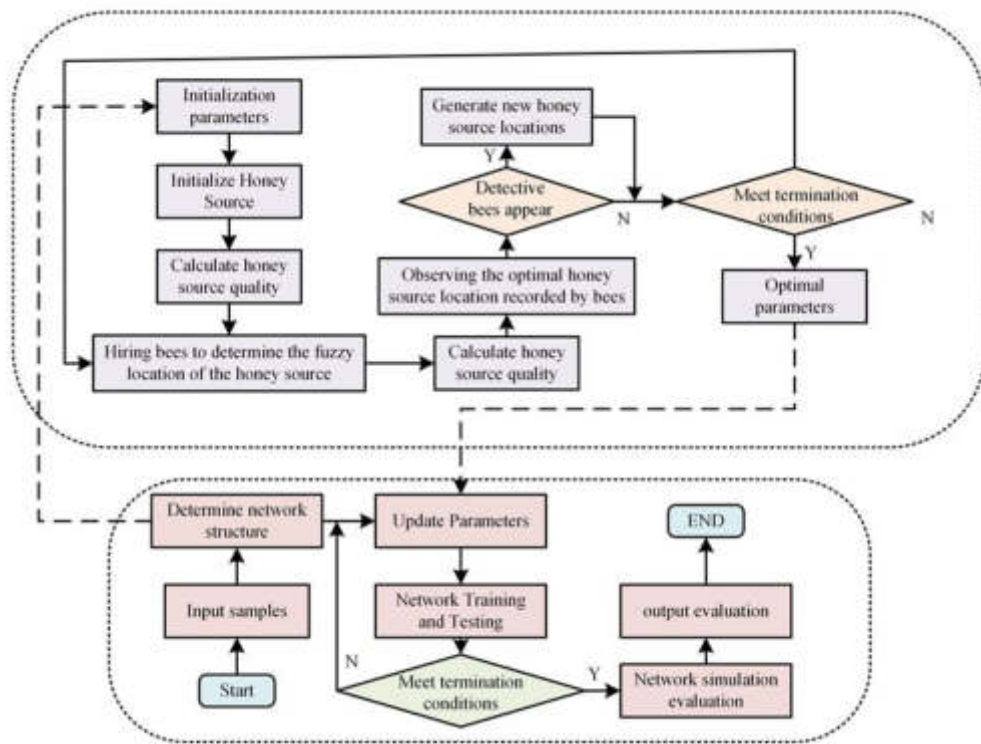 Initialization
parameters
Initialize Honey
Source
Calculate honey
source quality
Hiring bees to determine the fuzzy
location of the honey source
Calculate honey
source quality
Observing the optimal honey
source location recorded by bees
Detective
bees appear
Y
N
Generate new honey
source locations
Meet termination
conditions
N
Y
Optimal
parameters
Start
Input samples
Determine network
structure
Update Parameters
Network Training
and Testing
Meet termination
conditions
N
Y
Network simulation
evaluation
output evaluation
END